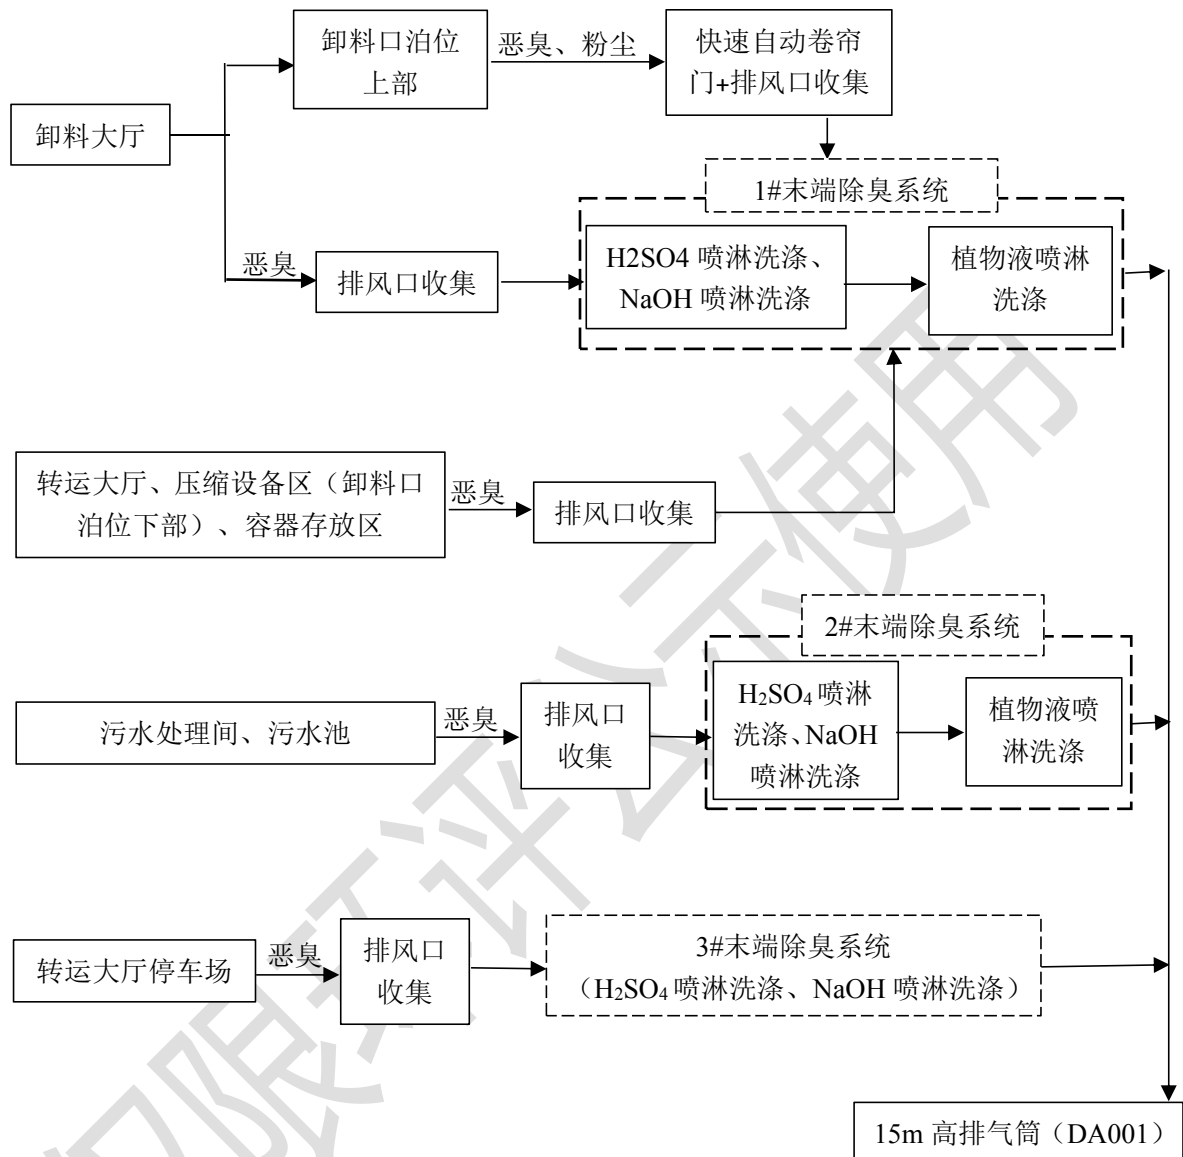 卸料口泊位
上部
恶臭、粉尘
快速自动卷帘
门+排风口收集
卸料大厅
1#末端除臭系统
恶臭
排风口收集
H2SO4 喷淋洗涤、
NaOH 喷淋洗涤
植物液喷淋
洗涤
转运大厅、压缩设备区（卸料口
泊位下部）、容器存放区
恶臭
排风口收集
2#末端除臭系统
污水处理间、污水池
恶臭
排风口
收集
H₂SO₄ 喷淋
洗涤、NaOH
喷淋洗涤
植物液喷
淋洗涤
转运大厅停车场
恶臭
排风口
收集
3#末端除臭系统
（H₂SO₄ 喷淋洗涤、NaOH 喷淋洗涤）
15m 高排气筒（DA001）
仅限环评公示使用